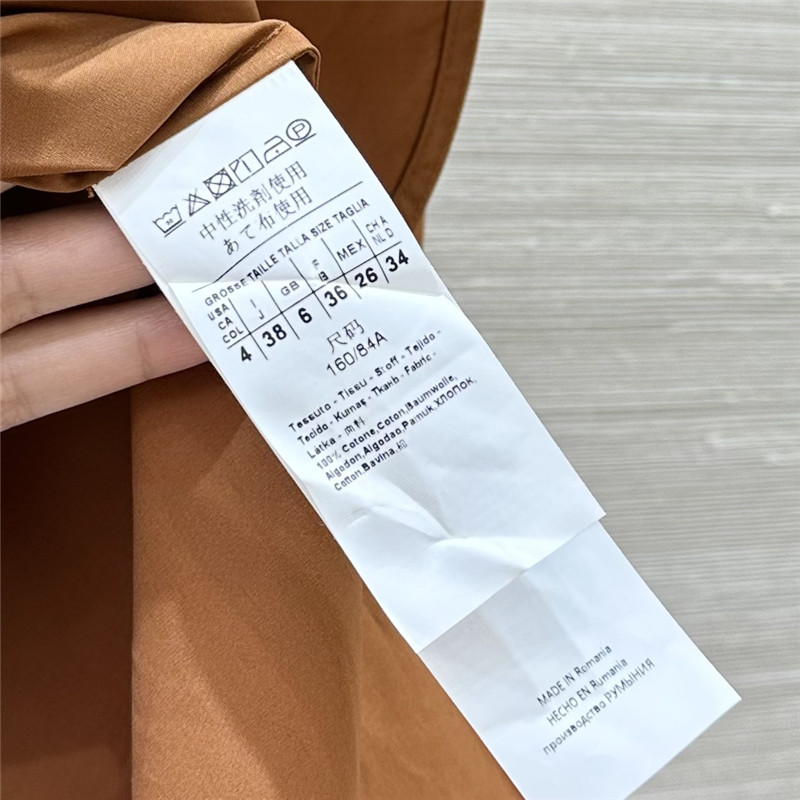 中性洗剤使用
あて布使用
GROSSE TAILLE TALLA SIZE TAGLIA
USA CA COL | I J | GB | F B | MEX | CH A NL D
4 | 38 | 6 | 36 | 26 | 34
尺码
160/84A
Tessuto - Tissu - Stoff - Tejido -
Tecido - Kumaş - Ткань - Fabric -
Látka - 面料
100% Cotone,Coton,Baumwolle,
Algodon,Algodao,Pamuk,ХЛОПОК,
Cotton,Bavlna,棉
MADE IN Romania
HECHO EN Rumania
производство РУМЫНИЯ